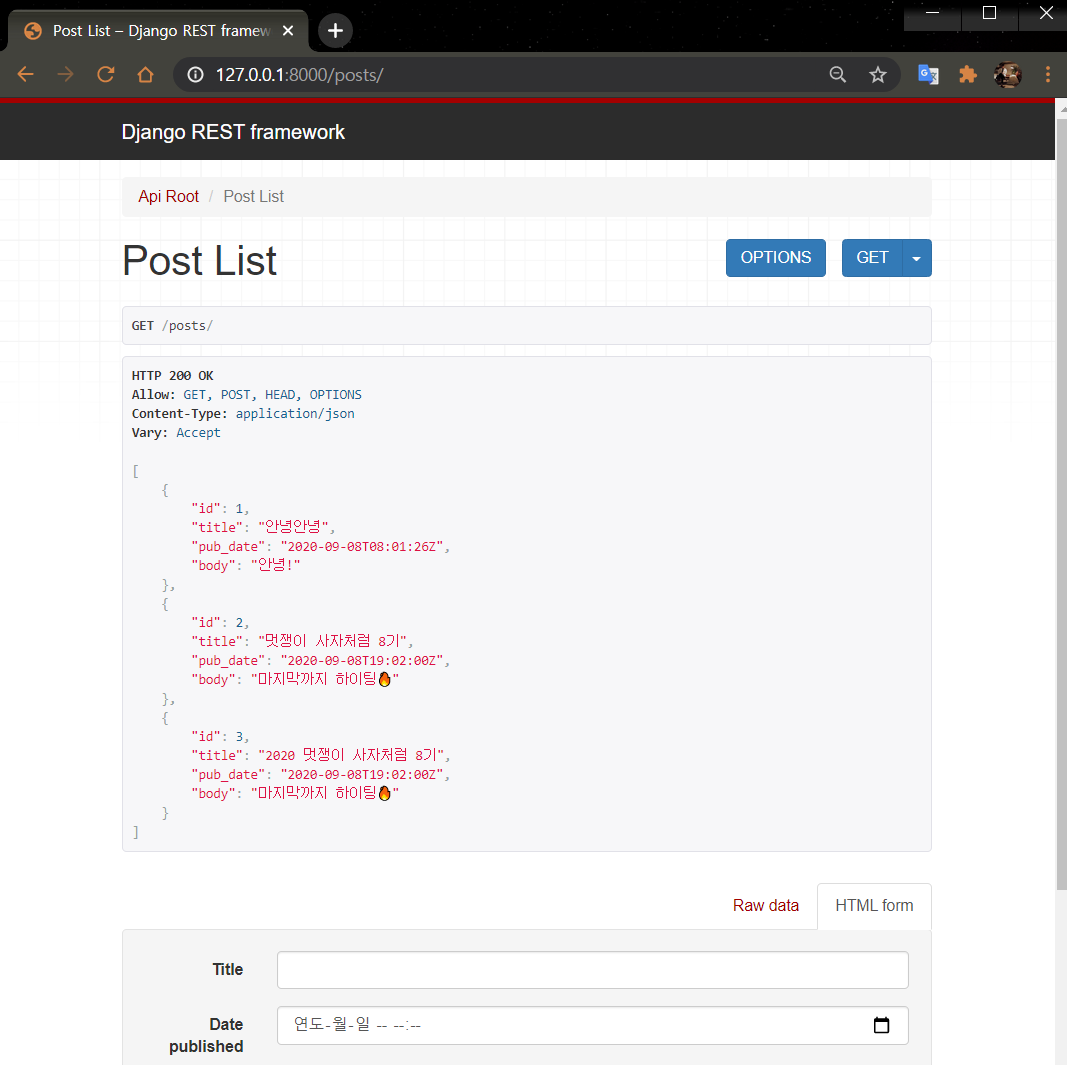 Post List – Django REST framew
127.0.0.1:8000/posts/
Django REST framework
Api Root / Post List
Post List
OPTIONS
GET
GET /posts/
HTTP 200 OK
Allow: GET, POST, HEAD, OPTIONS
Content-Type: application/json
Vary: Accept
[
    {
        "id": 1,
        "title": "안녕안녕",
        "pub_date": "2020-09-08T08:01:26Z",
        "body": "안녕!"
    },
    {
        "id": 2,
        "title": "멋쟁이 사자처럼 8기",
        "pub_date": "2020-09-08T19:02:00Z",
        "body": "마지막까지 하이팅🔥"
    },
    {
        "id": 3,
        "title": "2020 멋쟁이 사자처럼 8기",
        "pub_date": "2020-09-08T19:02:00Z",
        "body": "마지막까지 하이팅🔥"
    }
]
Raw data
HTML form
Title
Date
published
연도-월-일 -- --:--